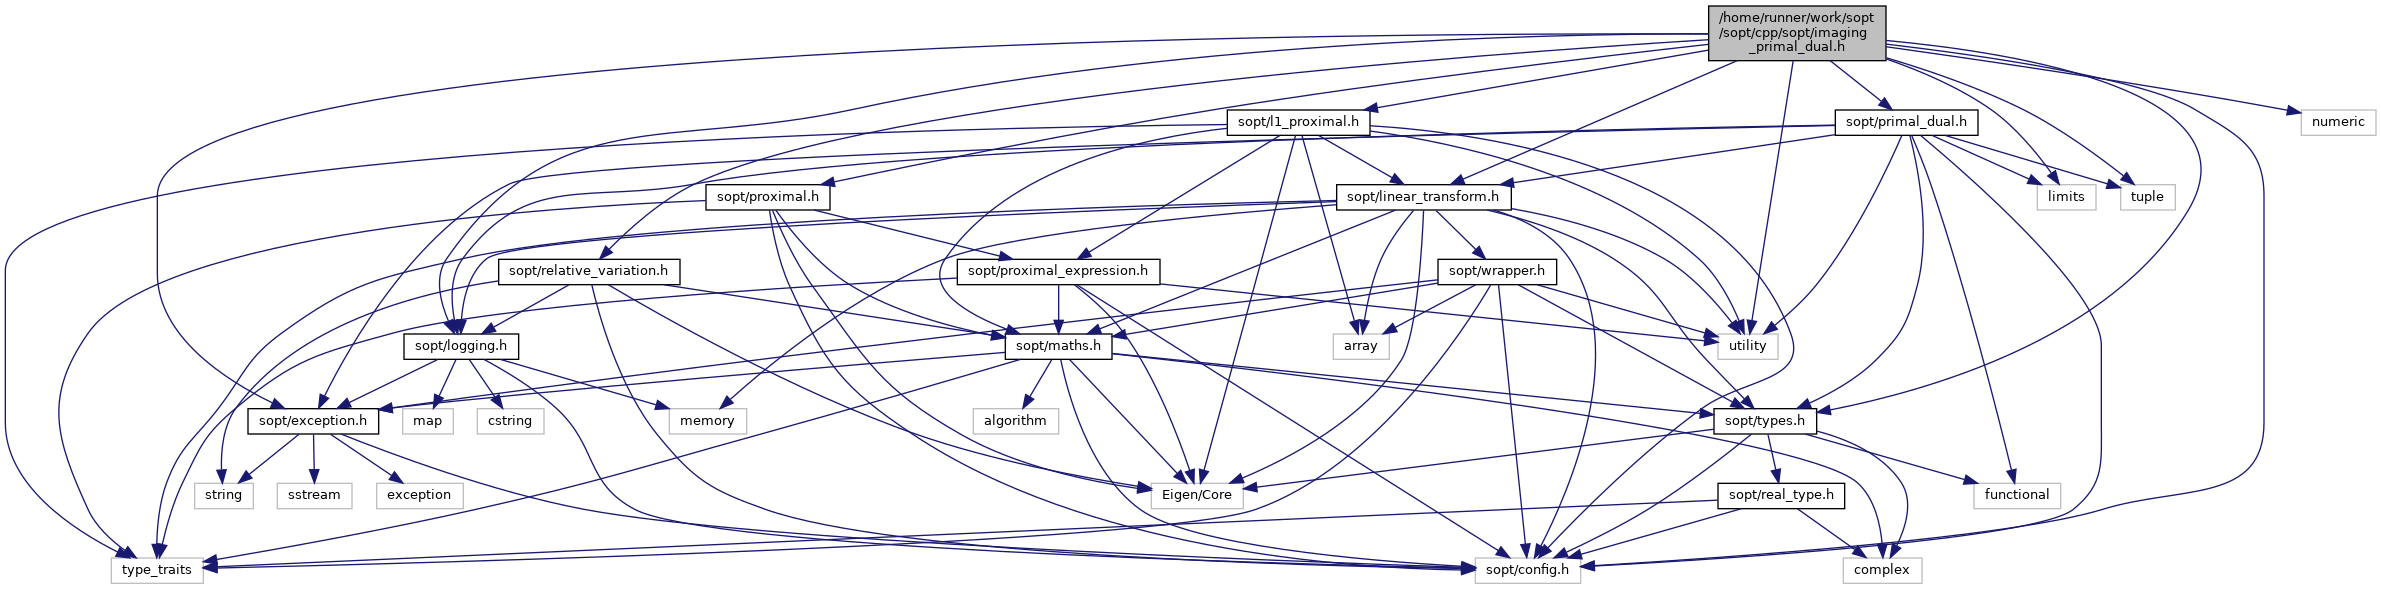 /home/runner/work/sopt
/sopt/cpp/sopt/imaging
_primal_dual.h
sopt/l1_proximal.h
sopt/primal_dual.h
numeric
sopt/proximal.h
sopt/linear_transform.h
limits
tuple
sopt/relative_variation.h
sopt/proximal_expression.h
sopt/wrapper.h
sopt/logging.h
sopt/maths.h
array
utility
sopt/exception.h
map
cstring
memory
algorithm
sopt/types.h
string
sstream
exception
Eigen/Core
sopt/real_type.h
functional
type_traits
sopt/config.h
complex